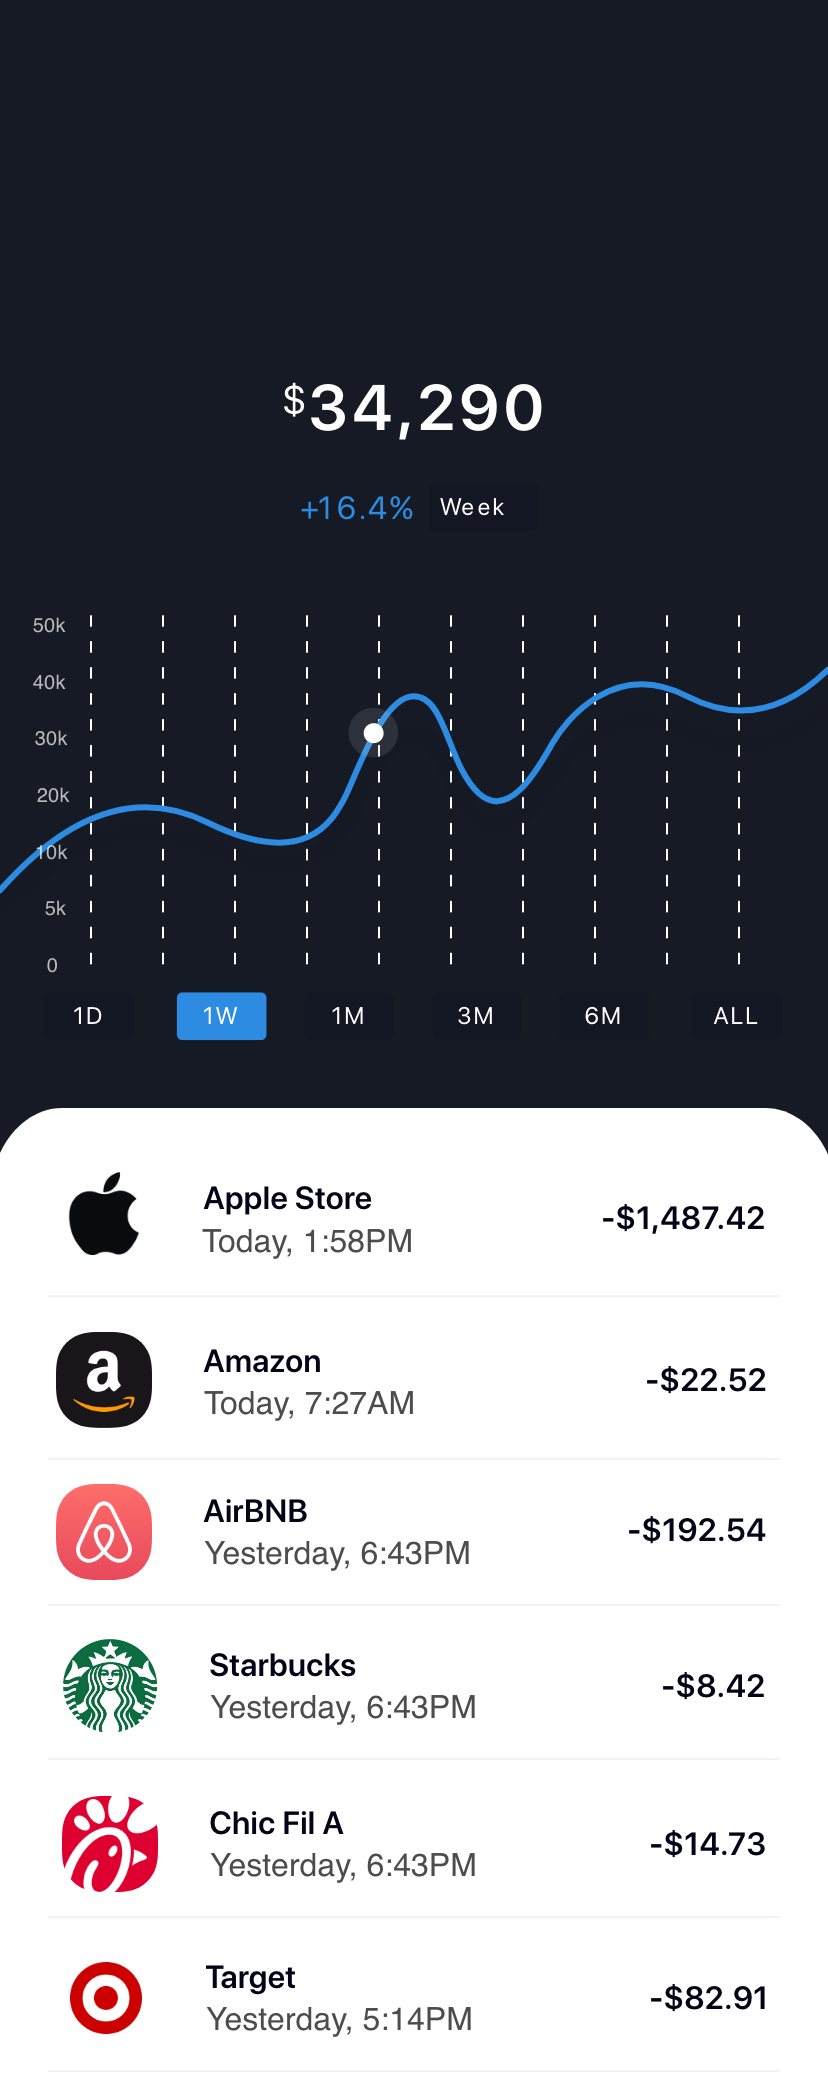 $34,290
+16.4% Week
50k
40k
30k
20k
10k
5k
0
1D 1W 1M 3M 6M ALL
Apple Store
Today, 1:58PM
-$1,487.42
a
Amazon
Today, 7:27AM
-$22.52
AirBNB
Yesterday, 6:43PM
-$192.54
Starbucks
Yesterday, 6:43PM
-$8.42
Chic Fil A
Yesterday, 6:43PM
-$14.73
Target
Yesterday, 5:14PM
-$82.91